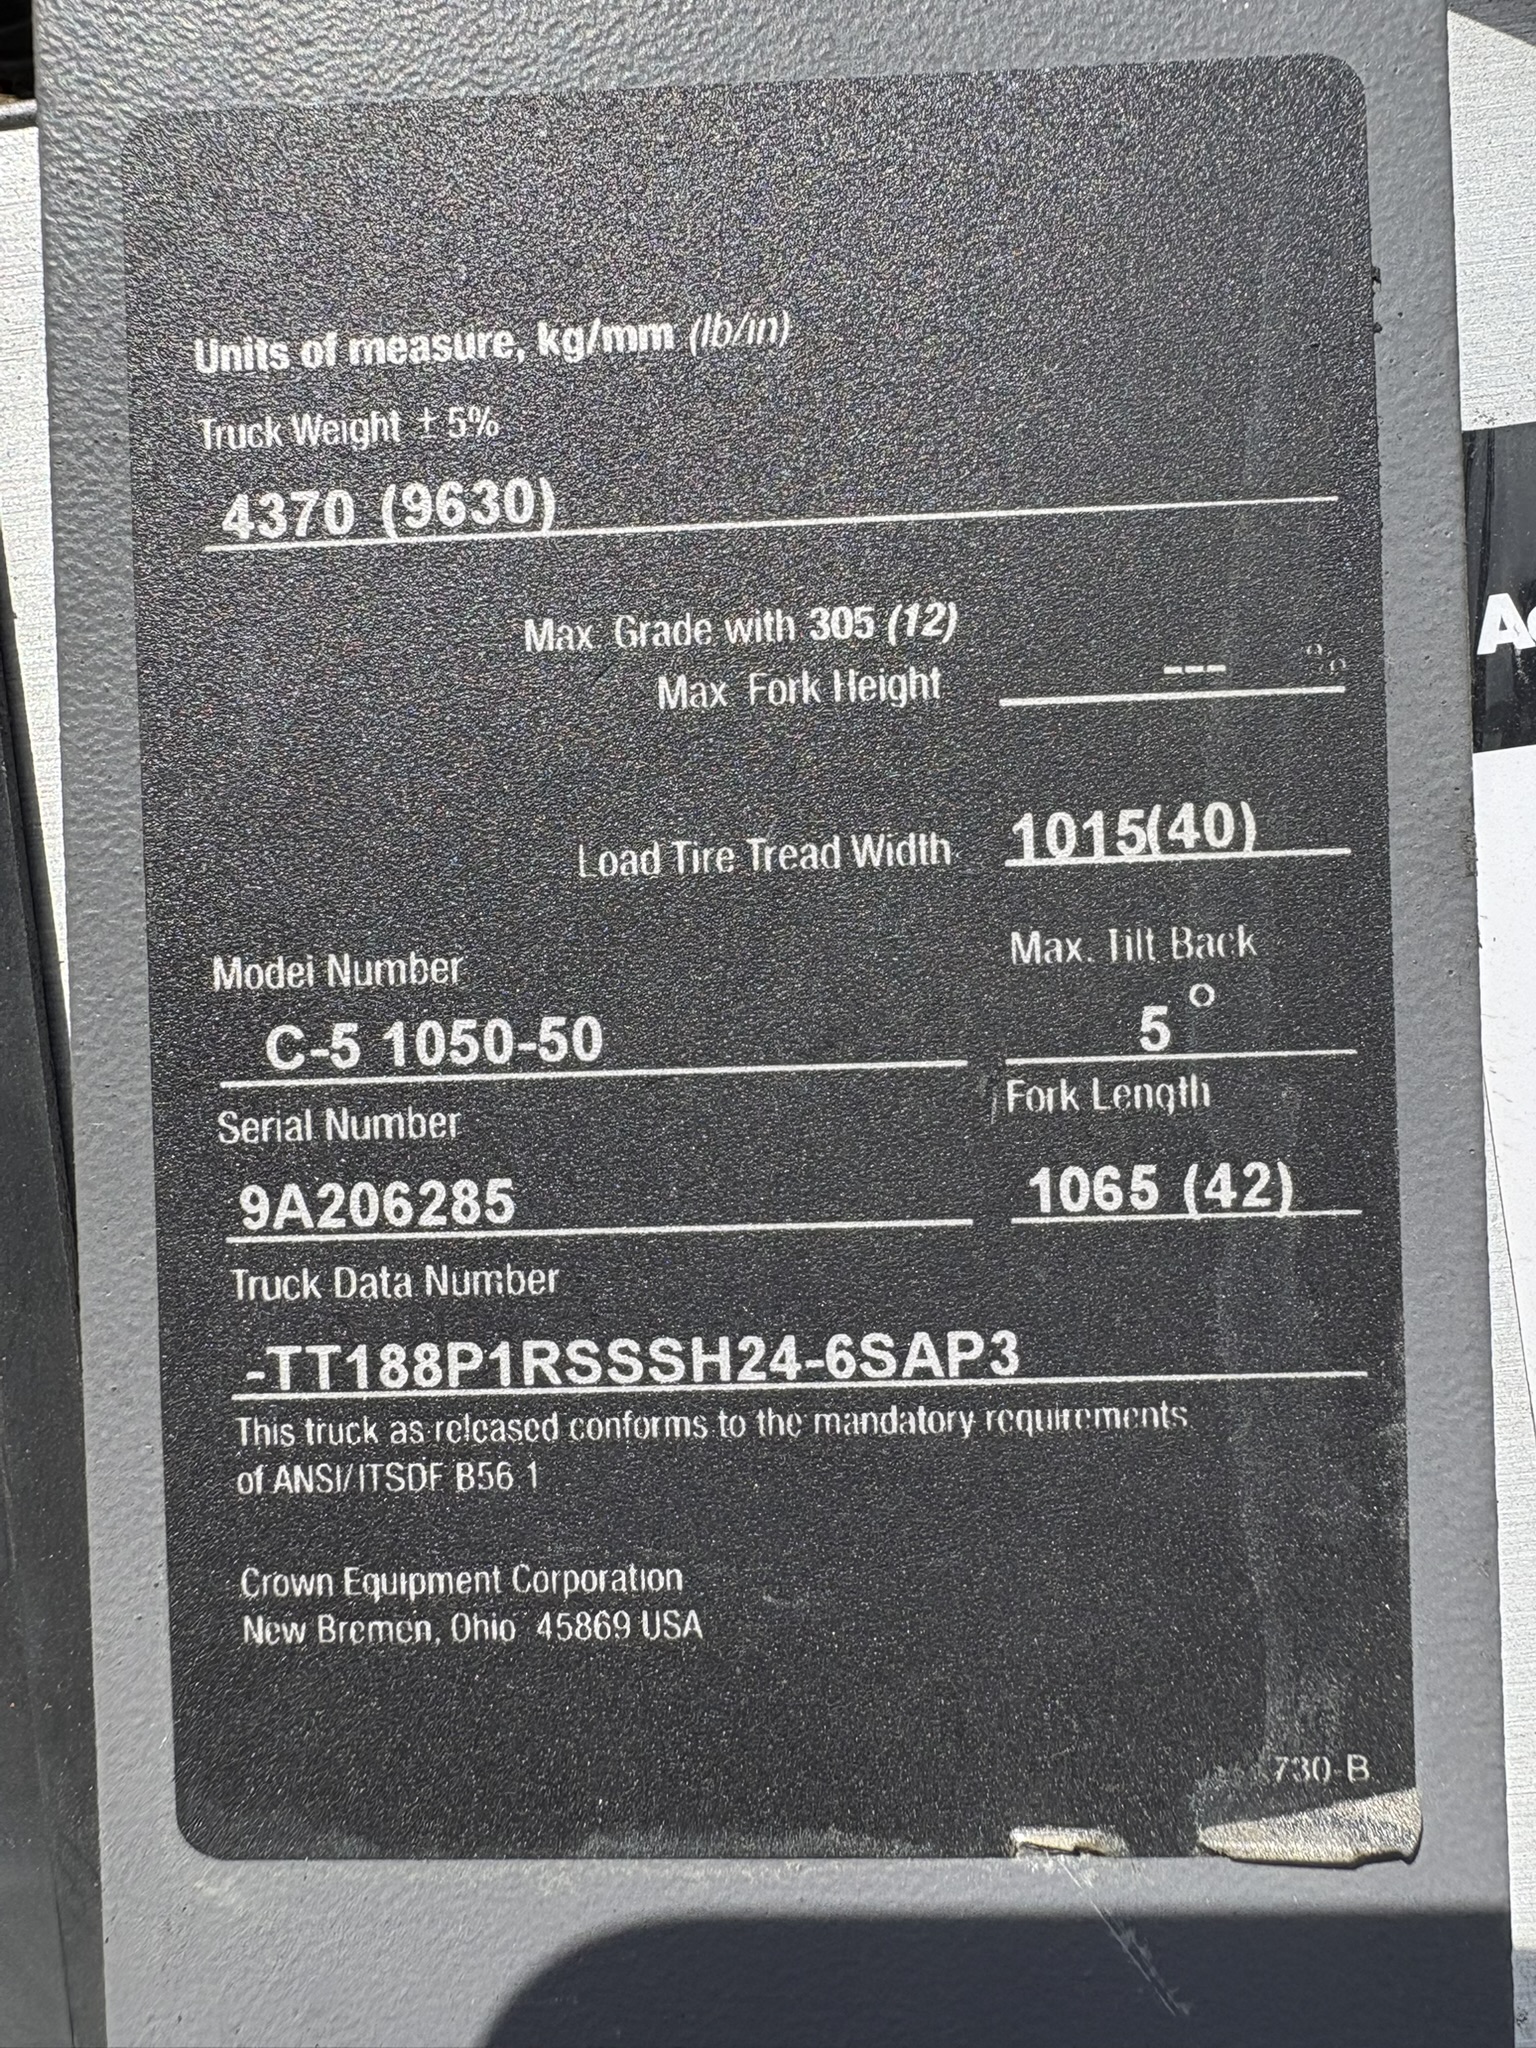 Units of measure, kg/mm (lb/in)
Truck Weight ± 5%
4370 (9630)
Max. Grade with 305 (12)
Max Fork Height --- %
Load Tire Tread Width 1015(40)
Model Number
C-5 1050-50
Max. Tilt Back
5°
Serial Number
9A206285
Fork Length
1065 (42)
Truck Data Number
-TT188P1RSSSH24-6SAP3
This truck as released conforms to the mandatory requirements
of ANSI/ITSDF B56.1
Crown Equipment Corporation
New Bremen, Ohio 45869 USA
730-B